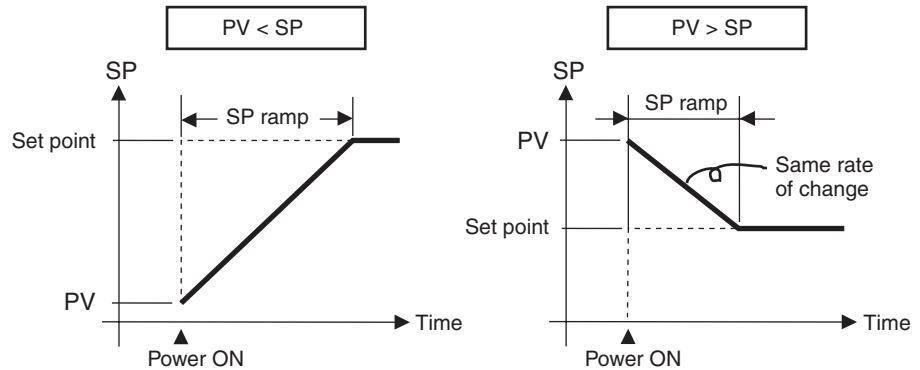 PV < SP
SP
SP ramp
Set point
PV
Time
Power ON
PV > SP
SP
SP ramp
PV
Same rate
of change
Set point
Time
Power ON